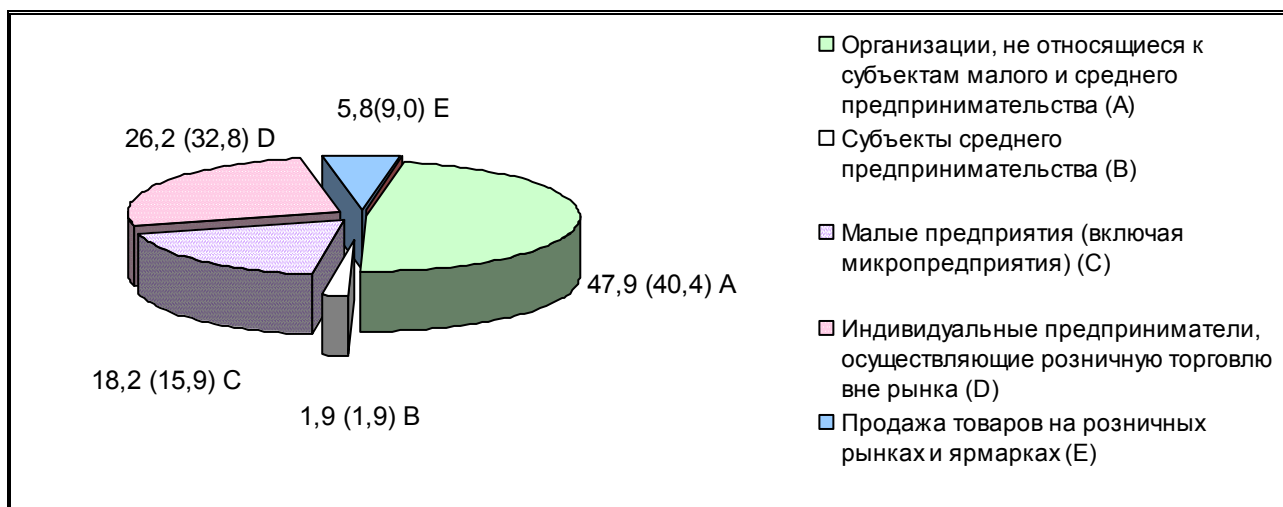 5,8(9,0) E
26,2 (32,8) D
47,9 (40,4) A
18,2 (15,9) C
1,9 (1,9) B
Организации, не относящиеся к
субъектам малого и среднего
предпринимательства (A)
Субъекты среднего
предпринимательства (B)
Малые предприятия (включая
микропредприятия) (C)
Индивидуальные предприниматели,
осуществляющие розничную торговлю
вне рынка (D)
Продажа товаров на розничных
рынках и ярмарках (E)